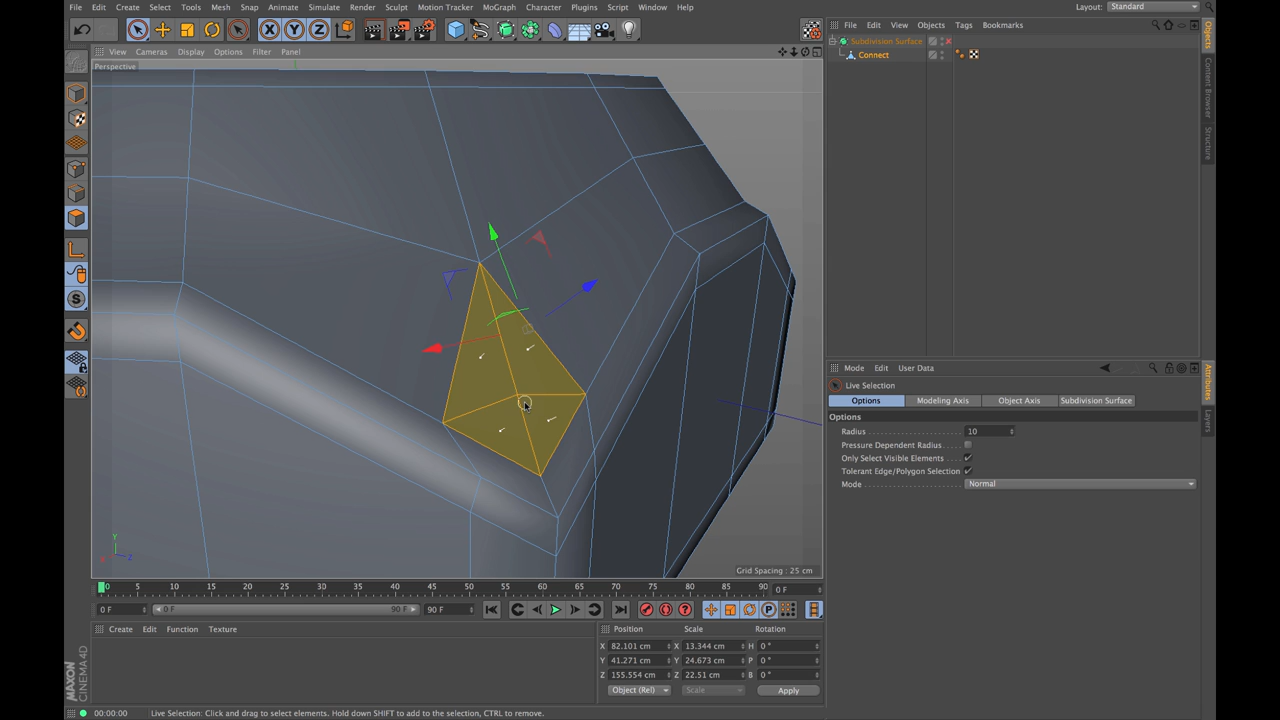 File Edit Create Select Tools Mesh Snap Animate Simulate Render Sculpt Motion Tracker MoGraph Character Plugins Script Window Help Layout: Standard
File Edit View Objects Tags Bookmarks
View Cameras Display Options Filter Panel
Perspective
Subdivision Surface
Connect
Objects
Content Browser
Structure
Mode Edit User Data
Live Selection
Options Modeling Axis Object Axis Subdivision Surface
Options
Radius 10
Pressure Dependent Radius
Only Select Visible Elements
Tolerant Edge/Polygon Selection
Mode Normal
Attributes
Layers
Y
Z
Grid Spacing : 25 cm
0 5 10 15 20 25 30 35 40 45 50 55 60 65 70 75 80 85 90 0 F
0 F 0 F 90 F 90 F
Create Edit Function Texture
Position Scale Rotation
X 82.101 cm X 13.344 cm H 0 °
Y 41.271 cm Y 24.673 cm P 0 °
Z 155.554 cm Z 22.51 cm B 0 °
Object (Rel) Scale Apply
MAXON
CINEMA 4D
00:00:00 Live Selection: Click and drag to select elements. Hold down SHIFT to add to the selection, CTRL to remove.